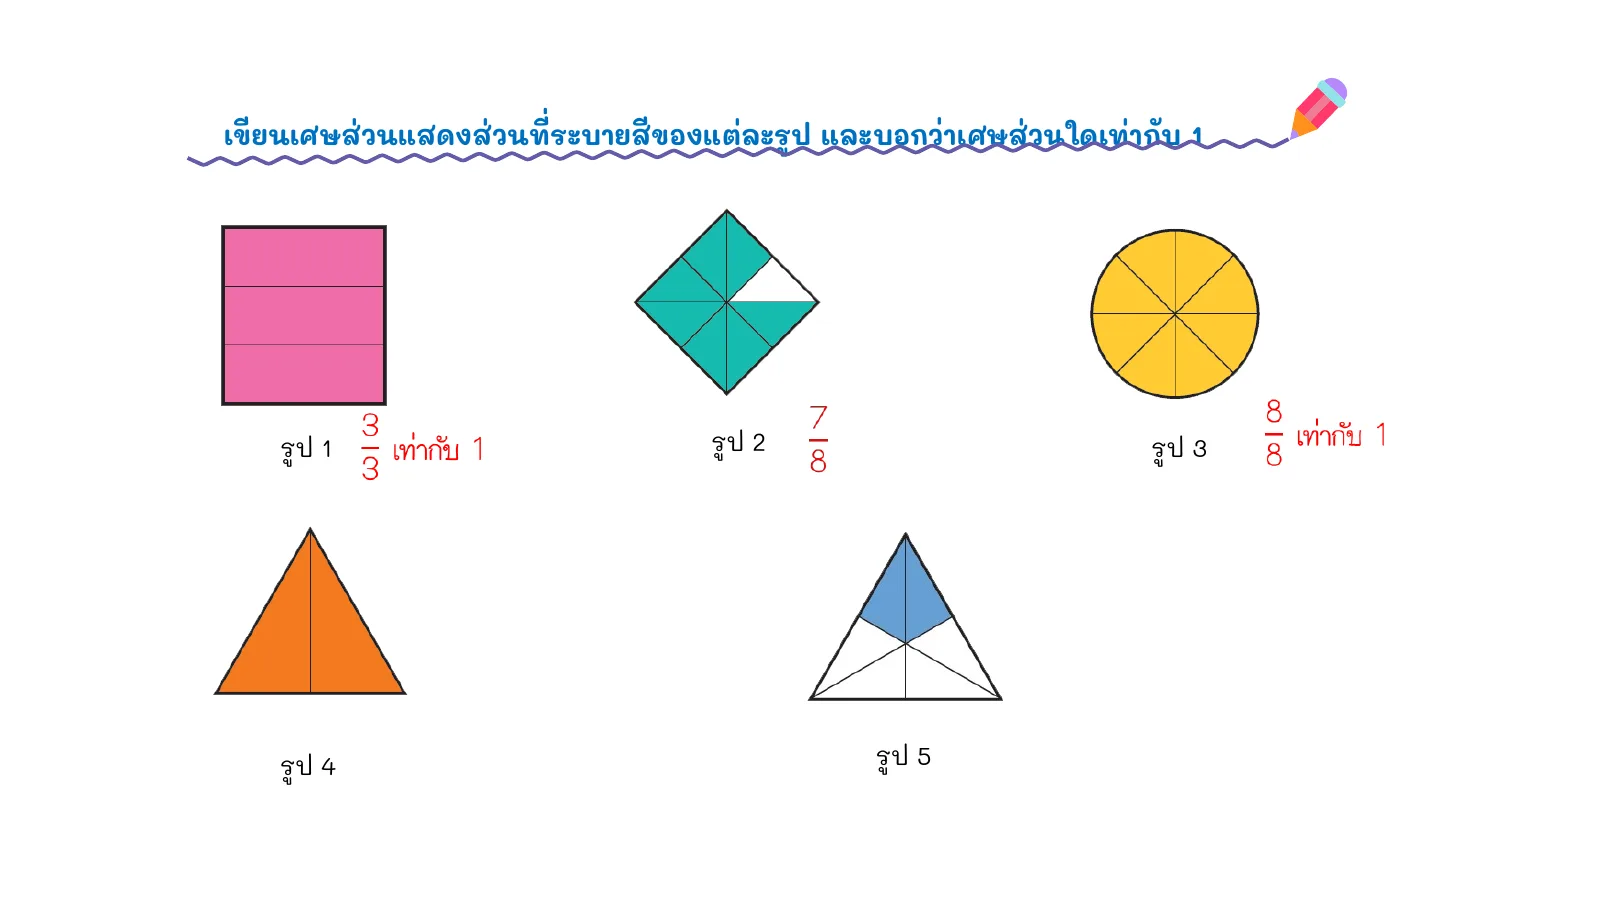 เขียนเศษส่วนแสดงส่วนที่ระบายสีของแต่ละรูป และบอกว่าเศษส่วนใดเท่ากับ 1
รูป 1 3/3 เท่ากับ 1
รูป 2 7/8
รูป 3 8/8 เท่ากับ 1
รูป 4
รูป 5